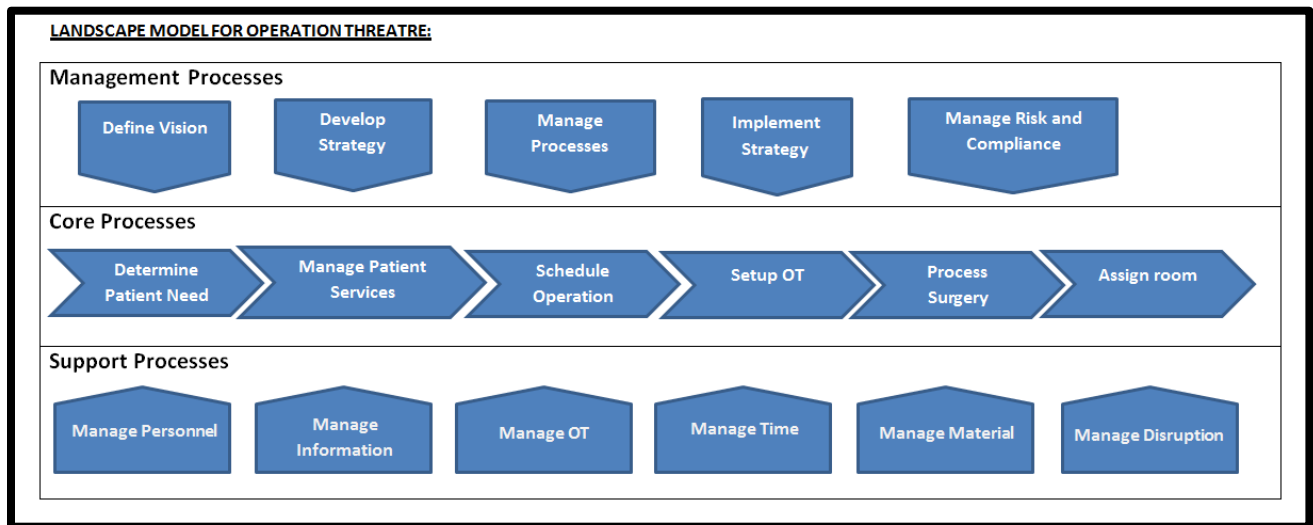 LANDSCAPE MODEL FOR OPERATION THREATRE:
Management Processes
Define Vision
Develop
Strategy
Manage
Processes
Implement
Strategy
Manage Risk and
Compliance
Core Processes
Determine
Patient Need
Manage Patient
Services
Schedule
Operation
Setup OT
Process
Surgery
Assign room
Support Processes
Manage Personnel
Manage
Information
Manage OT
Manage Time
Manage Material
Manage Disruption